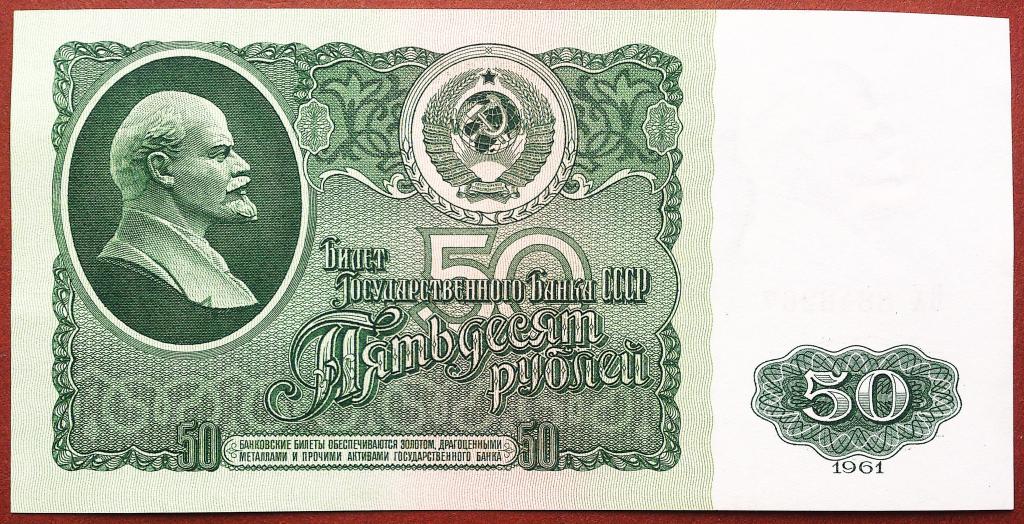 50
Билет
Государственного Банка СССР
Пятьдесят
рублей
50 БАНКОВСКИЕ БИЛЕТЫ ОБЕСПЕЧИВАЮТСЯ ЗОЛОТОМ, ДРАГОЦЕННЫМИ 50
МЕТАЛЛАМИ И ПРОЧИМИ АКТИВАМИ ГОСУДАРСТВЕННОГО БАНКА
50
1961